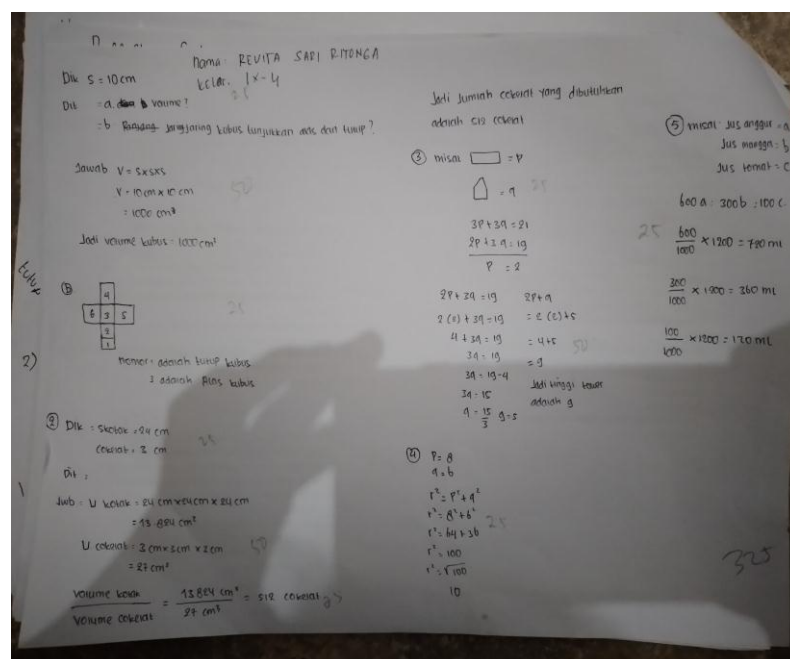 Nama: REVITA SARI RITONGA
Kelas: IX-4
Dik S = 10 cm
25
Dit = a. volume?
= b jaring jaring kubus tunjukkan alas dan tutup?
Jawab V = S x S x S
V = 10 cm x 10 cm
= 1000 cm³
50
Jadi volume kubus = 1000 cm³
tutup
B
4
6 3 5
2
1
25
2)
nomor 1 adalah tutup kubus
3 adalah alas kubus
② Dik = Skotak = 24 cm
cokelat = 3 cm
25
Dit :
Jwb = V kotak = 24 cm x 24 cm x 24 cm
= 13.824 cm³
V cokelat = 3 cm x 3 cm x 3 cm
= 27 cm³
50
Volume kotak / Volume cokelat = 13824 cm³ / 27 cm³ = 512 cokelat
Jadi Jumlah cokelat yang dibutuhkan
adalah 512 cokelat
③ misal = P
= q
25
3P + 3q = 21
2P + 3q = 19
P = 2
2P + 3q = 19 2P + q
2 (2) + 3q = 19 = 2 (2) + 5
4 + 3q = 19 = 4 + 5
3q = 19 = 9
3q = 19 - 4
3q = 15
q = 15/3 q = 5
50
Jadi tinggi tower
adalah 9
④ P = 8
q = 6
r² = P² + q²
r² = 8² + 6²
r² = 64 + 36
r² = 100
r² = √100
10
25
⑤ misal = Jus anggur = a
Jus mangga = b
Jus tomat = c
600 a : 300 b : 100 c
25
600/1000 x 1200 = 720 ml
300/1000 x 1200 = 360 ml
100/1000 x 1200 = 120 ml
325